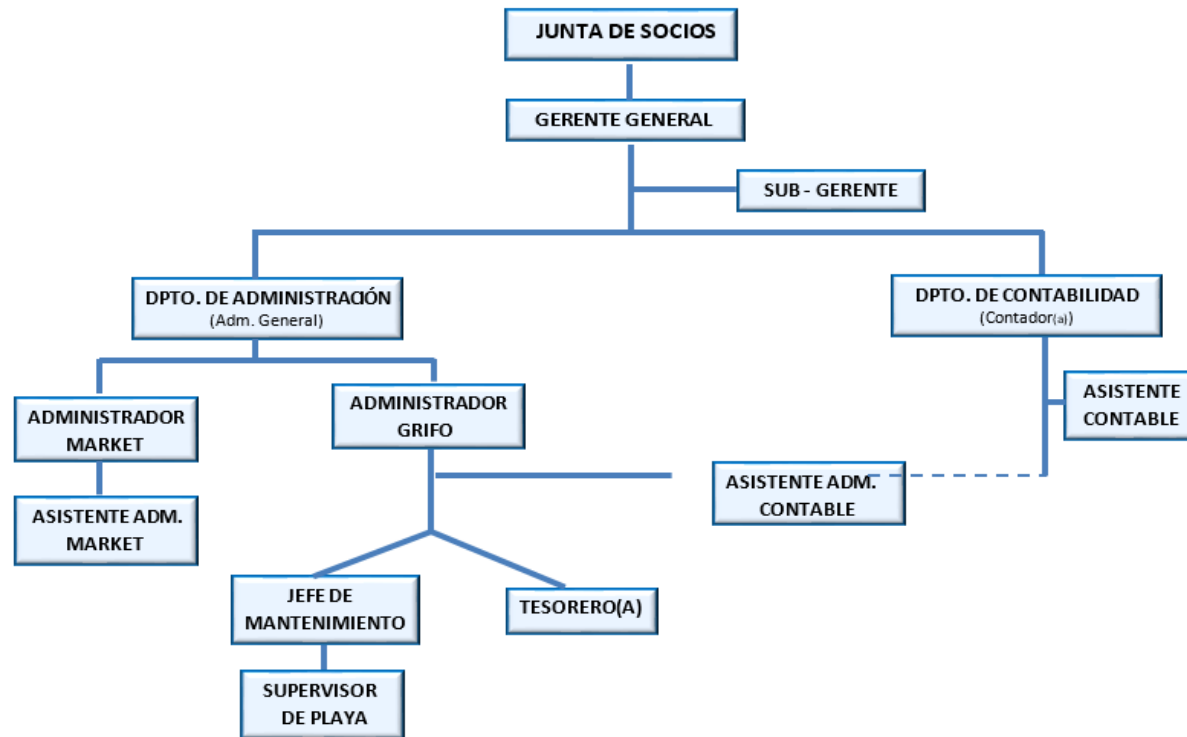 JUNTA DE SOCIOS
GERENTE GENERAL
SUB - GERENTE
DPTO. DE ADMINISTRACIÓN
(Adm. General)
DPTO. DE CONTABILIDAD
(Contador(a))
ADMINISTRADOR
MARKET
ADMINISTRADOR
GRIFO
ASISTENTE
CONTABLE
ASISTENTE ADM.
MARKET
ASISTENTE ADM.
CONTABLE
JEFE DE
MANTENIMIENTO
TESORERO(A)
SUPERVISOR
DE PLAYA